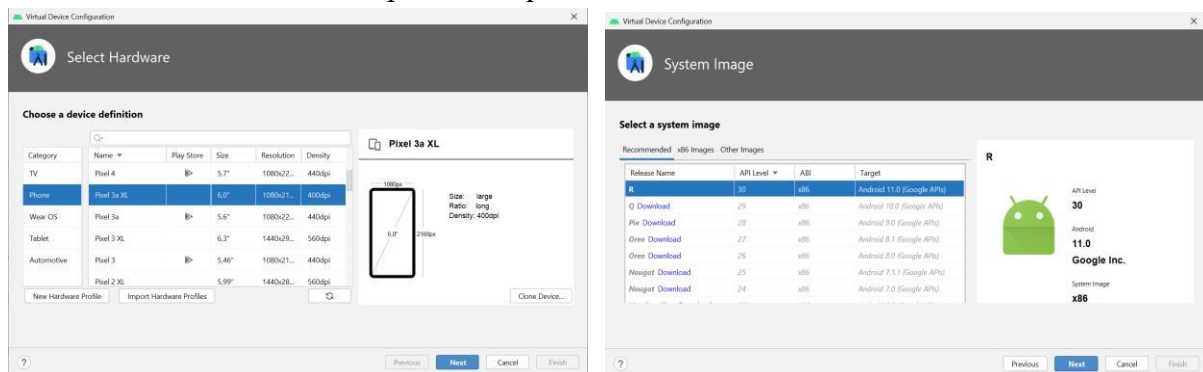 Virtual Device Configuration
Select Hardware
Choose a device definition
Category Name Play Store Size Resolution Density
TV Pixel 4 5,7" 1080x22... 440dpi
Phone Pixel 3a XL 6,0" 1080x21... 400dpi
Wear OS Pixel 3a 5,6" 1080x22... 440dpi
Tablet Pixel 3 XL 6,3" 1440x29... 560dpi
Automotive Pixel 3 5,46" 1080x21... 440dpi
Pixel 2 XL 5,99" 1440x28... 560dpi
New Hardware Profile Import Hardware Profiles
Pixel 3a XL
1080px
6,0" 2160px
Size: large
Ratio: long
Density: 400dpi
Clone Device...
? Previous Next Cancel Finish
Virtual Device Configuration
System Image
Select a system image
Recommended x86 Images Other Images
Release Name API Level ABI Target
R 30 x86 Android 11.0 (Google APIs)
Q Download 29 x86 Android 10.0 (Google APIs)
Pie Download 28 x86 Android 9.0 (Google APIs)
Oreo Download 27 x86 Android 8.1 (Google APIs)
Oreo Download 26 x86 Android 8.0 (Google APIs)
Nougat Download 25 x86 Android 7.1.1 (Google APIs)
Nougat Download 24 x86 Android 7.0 (Google APIs)
R
API Level
30
Android
11.0
Google Inc.
System Image
x86
? Previous Next Cancel Finish